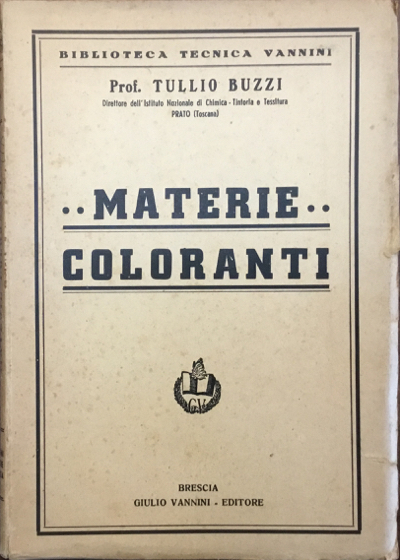 BIBLIOTECA TECNICA VANNINI
Prof. TULLIO BUZZI
Direttore dell'Istituto Nazionale di Chimica - Tintoria e Tessitura
PRATO (Toscana)
..MATERIE..
COLORANTI
G.V.
BRESCIA
GIULIO VANNINI - EDITORE